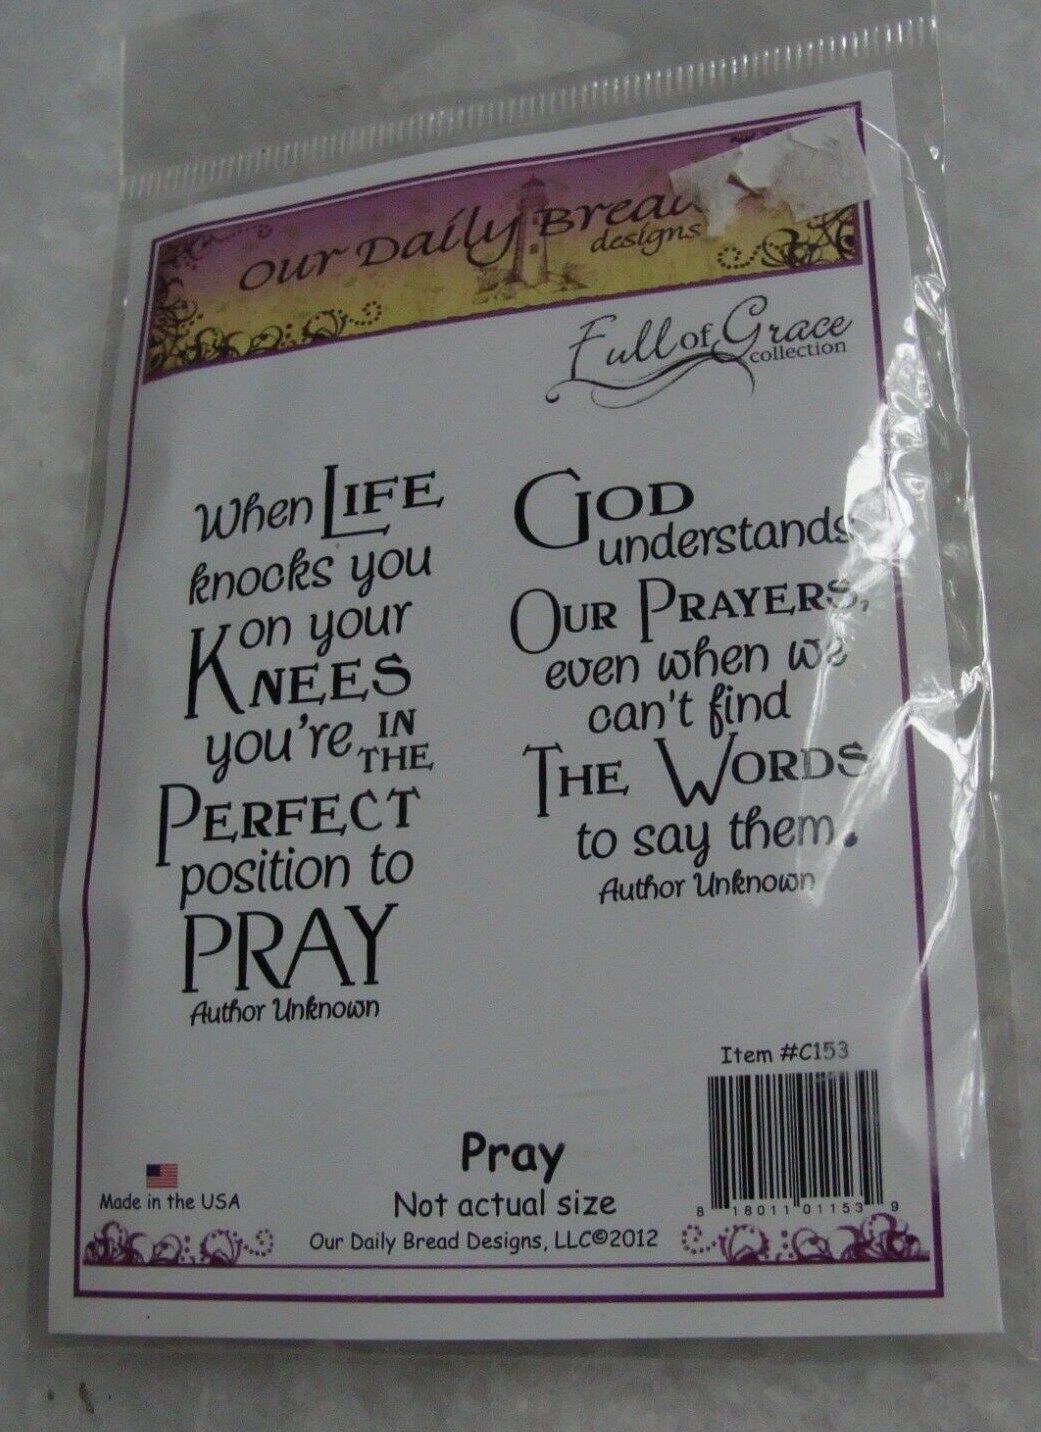 our Daily Bread
designs
Full of Grace
collection
When LIFE
knocks you
on your
KNEES
you're IN THE
PERFECT
position to
PRAY
Author Unknown
GOD
understands
OUR PRAYERS,
even when we
can't find
THE WORDS
to say them.
Author Unknown
Item #C153
8 18011 01153 9
Pray
Not actual size
Made in the USA
Our Daily Bread Designs, LLC©2012